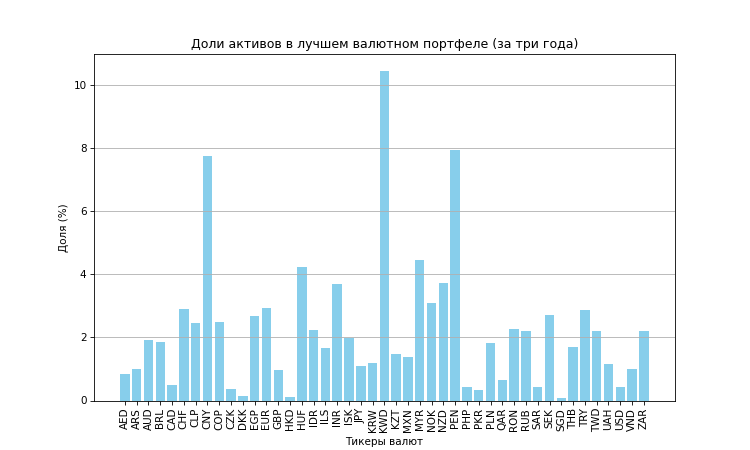 Доли активов в лучшем валютном портфеле (за три года)
Доля (%)
10
8
6
4
2
0
AED ARS AUD BRL CAD CHF CLP CNY COP CZK DKK EGP EUR GBP HKD HUF IDR ILS INR ISK JPY KRW KWD KZT MXN MYR NOK NZD PEN PHP PKR PLN QAR RON RUB SAR SEK SGD THB TRY TWD UAH USD VND ZAR
Тикеры валют